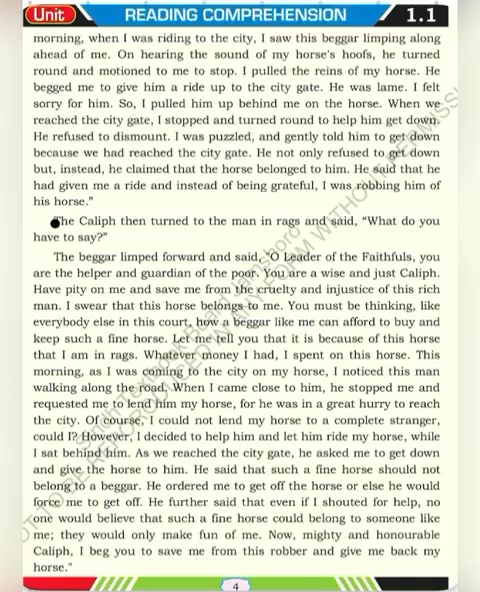 Unit READING COMPREHENSION 1.1
morning, when I was riding to the city, I saw this beggar limping along
ahead of me. On hearing the sound of my horse's hoofs, he turned
round and motioned to me to stop. I pulled the reins of my horse. He
begged me to give him a ride up to the city gate. He was lame. I felt
sorry for him. So, I pulled him up behind me on the horse. When we
reached the city gate, I stopped and turned round to help him get down.
He refused to dismount. I was puzzled, and gently told him to get down
because we had reached the city gate. He not only refused to get down
but, instead, he claimed that the horse belonged to him. He said that he
had given me a ride and instead of being grateful, I was robbing him of
his horse."
The Caliph then turned to the man in rags and said, "What do you
have to say?"
The beggar limped forward and said, "O Leader of the Faithfuls, you
are the helper and guardian of the poor. You are a wise and just Caliph.
Have pity on me and save me from the cruelty and injustice of this rich
man. I swear that this horse belongs to me. You must be thinking, like
everybody else in this court, how a beggar like me can afford to buy and
keep such a fine horse. Let me tell you that it is because of this horse
that I am in rags. Whatever money I had, I spent on this horse. This
morning, as I was coming to the city on my horse, I noticed this man
walking along the road. When I came close to him, he stopped me and
requested me to lend him my horse, for he was in a great hurry to reach
the city. Of course, I could not lend my horse to a complete stranger,
could I? However, I decided to help him and let him ride my horse, while
I sat behind him. As we reached the city gate, he asked me to get down
and give the horse to him. He said that such a fine horse should not
belong to a beggar. He ordered me to get off the horse or else he would
force me to get off. He further said that even if I shouted for help, no
one would believe that such a fine horse could belong to someone like
me; they would only make fun of me. Now, mighty and honourable
Caliph, I beg you to save me from this robber and give me back my
horse."
4
Sindh Textbook Board, Jamshoro
NOT TO BE REPRODUCED IN ANY FORM WITHOUT PERMISSI